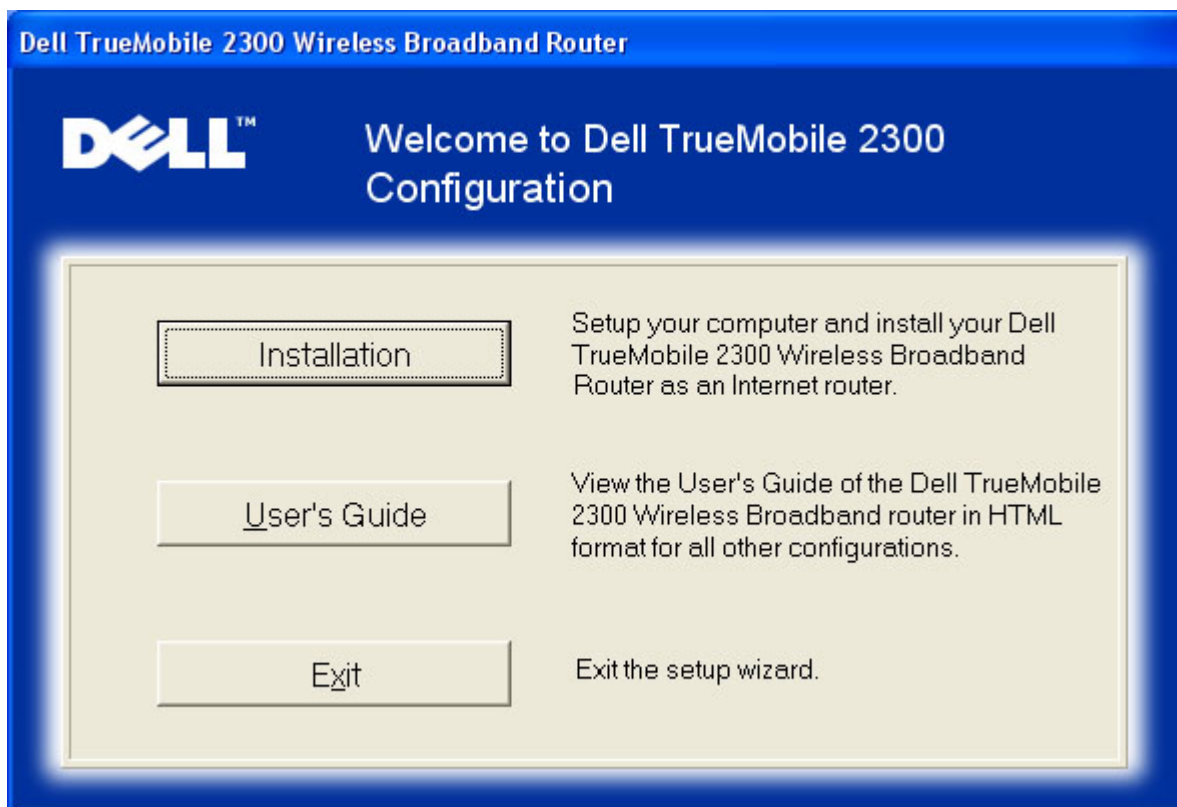 Dell TrueMobile 2300 Wireless Broadband Router
DELL™
Welcome to Dell TrueMobile 2300
Configuration
Installation
Setup your computer and install your Dell
TrueMobile 2300 Wireless Broadband
Router as an Internet router.
User's Guide
View the User's Guide of the Dell TrueMobile
2300 Wireless Broadband router in HTML
format for all other configurations.
Exit
Exit the setup wizard.